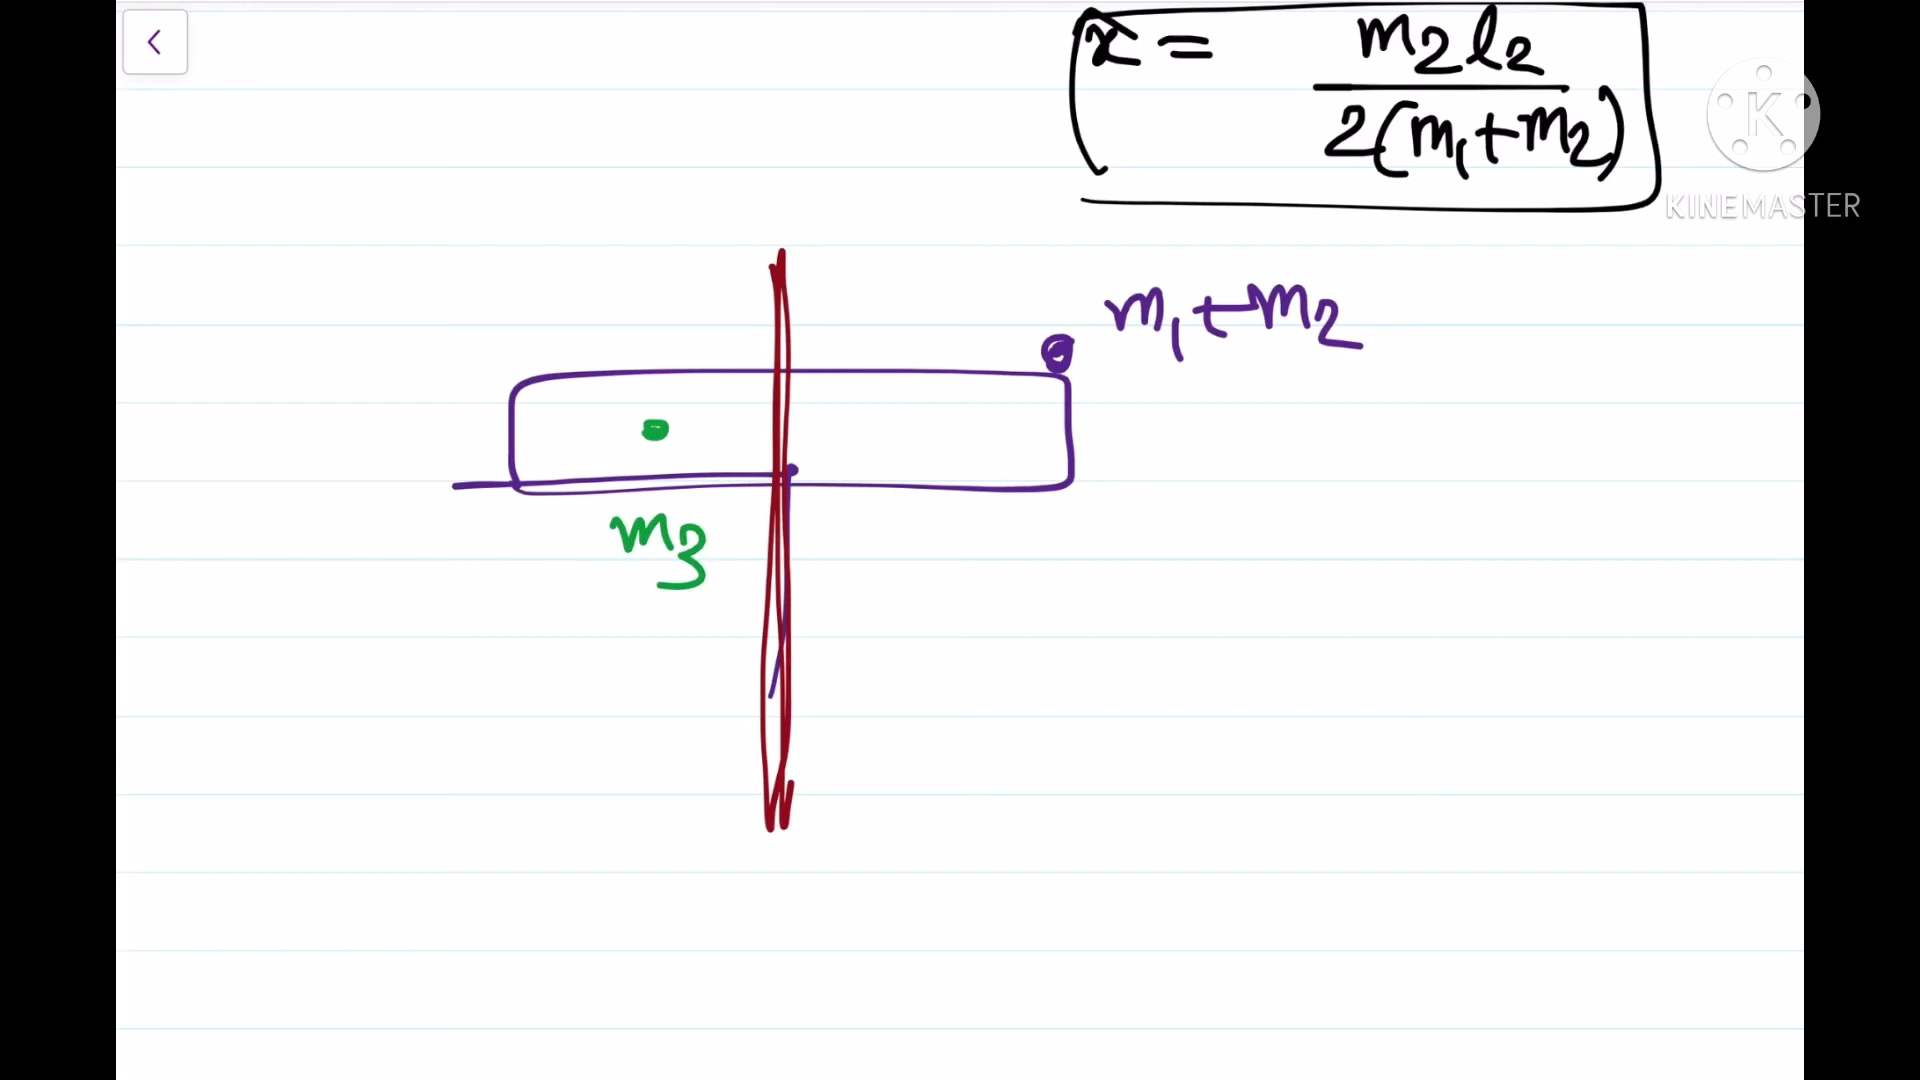 x = m₂l₂ / 2(m₁+m₂)
K
KINEMASTER
m₁+m₂
m₃